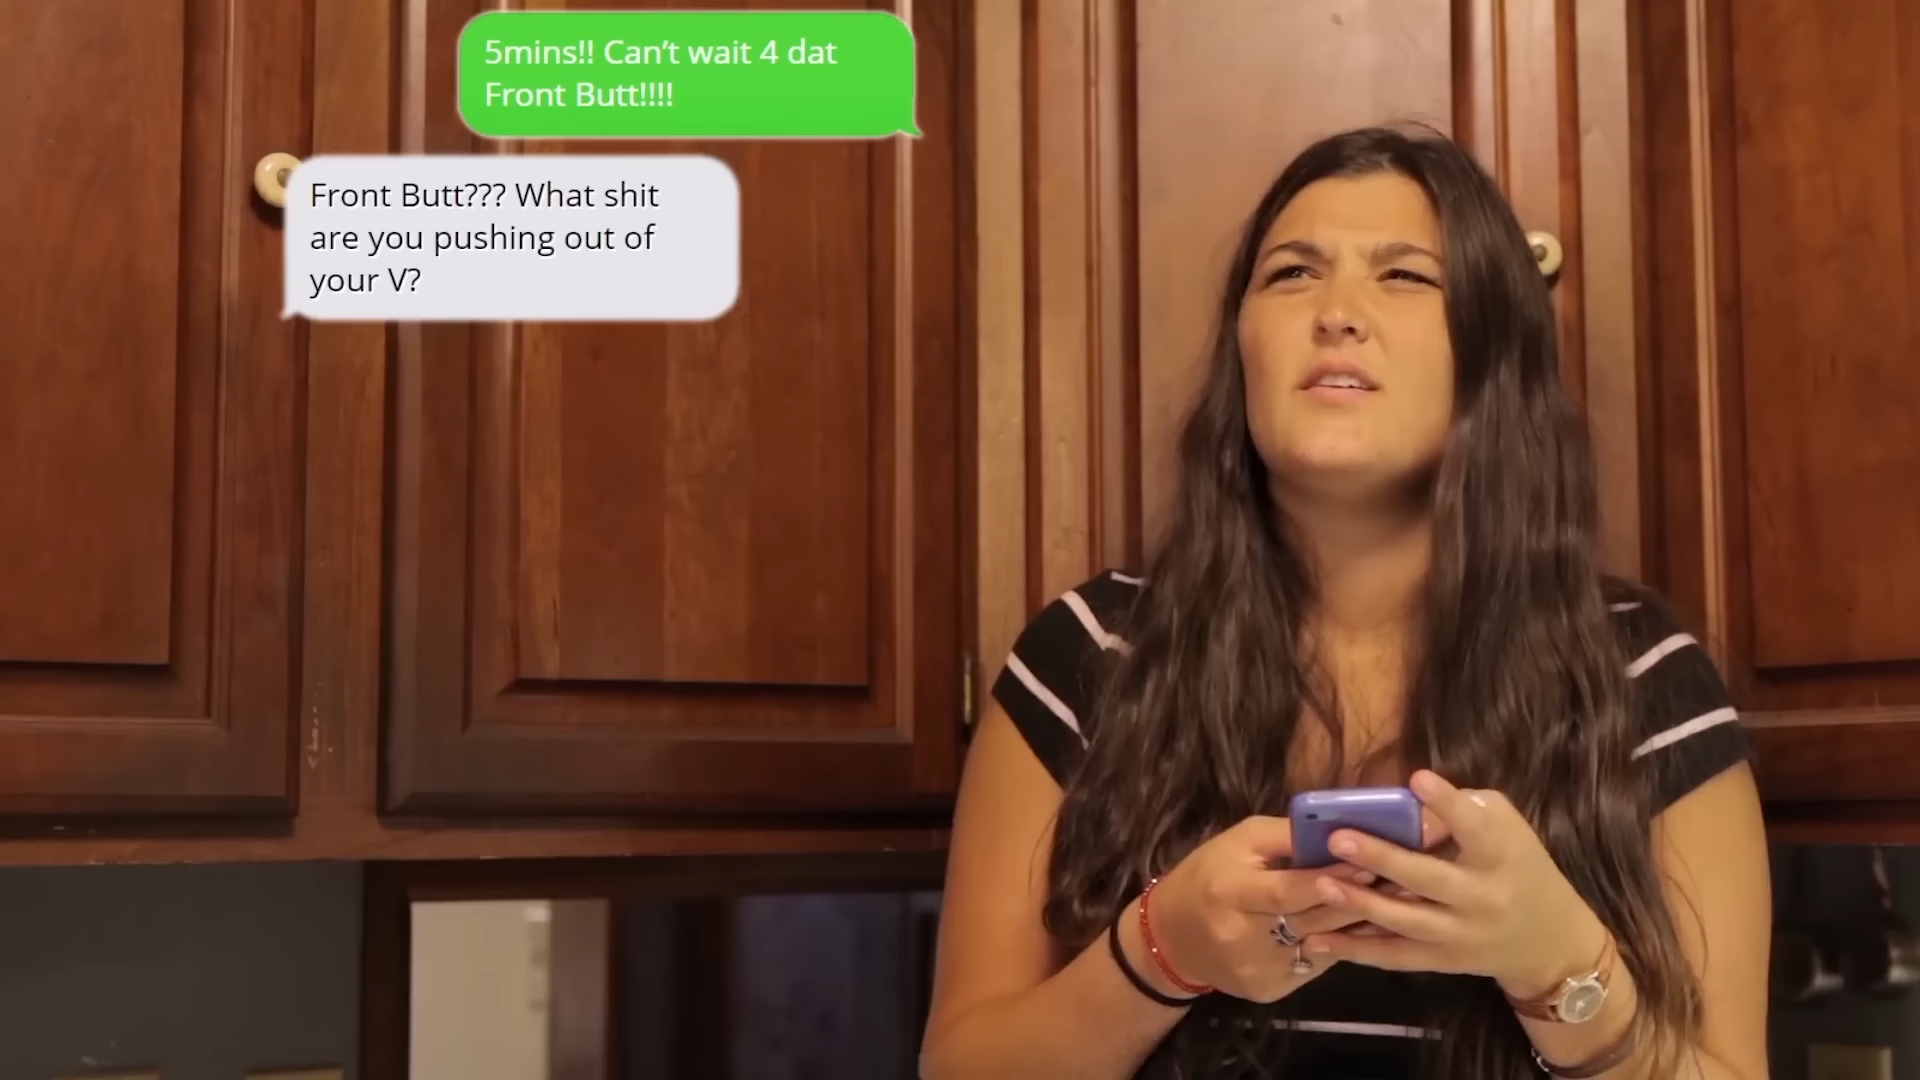 5mins!! Can’t wait 4 dat
Front Butt!!!!
Front Butt??? What shit
are you pushing out of
your V?